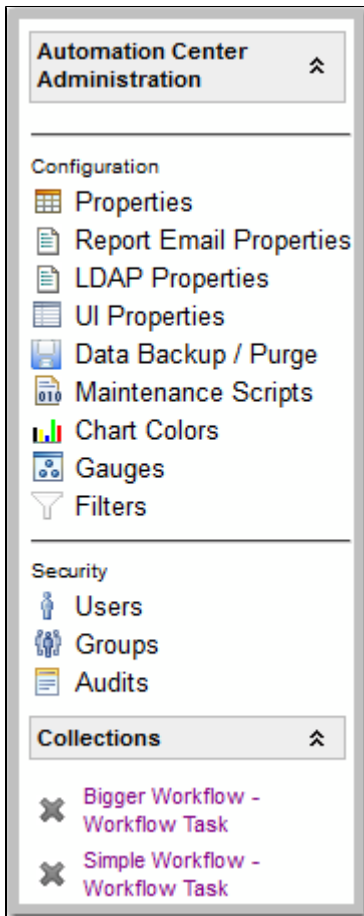 Automation Center
Administration
Configuration
Properties
Report Email Properties
LDAP Properties
UI Properties
Data Backup / Purge
010
Maintenance Scripts
Chart Colors
Gauges
Filters
Security
Users
Groups
Audits
Collections
Bigger Workflow -
Workflow Task
Simple Workflow -
Workflow Task